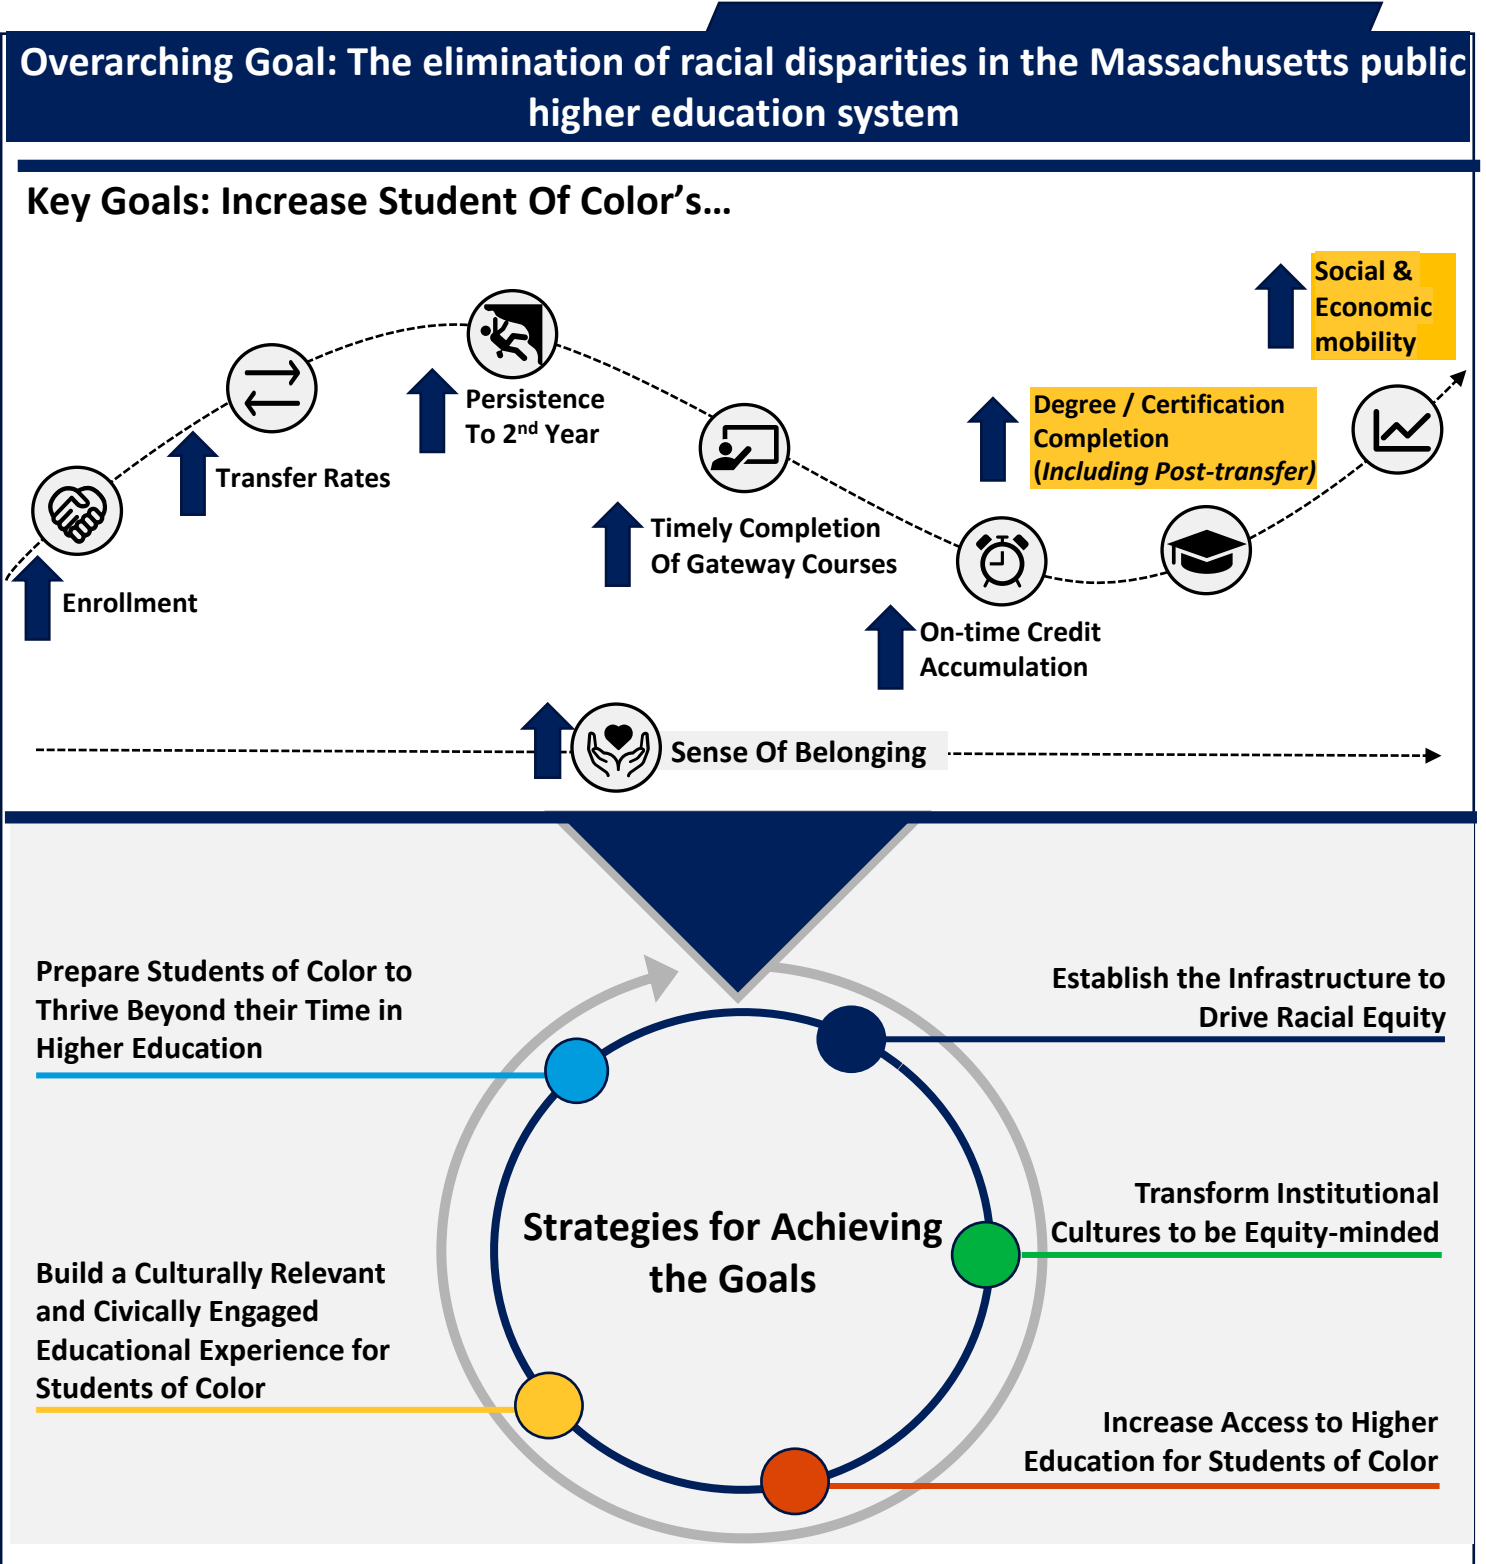 Overarching Goal: The elimination of racial disparities in the Massachusetts public
higher education system
Key Goals: Increase Student Of Color’s…
Enrollment
Transfer Rates
Persistence
To 2nd Year
Timely Completion
Of Gateway Courses
On-time Credit
Accumulation
Degree / Certification
Completion
(Including Post-transfer)
Social &
Economic
mobility
Sense Of Belonging
Strategies for Achieving
the Goals
Establish the Infrastructure to
Drive Racial Equity
Transform Institutional
Cultures to be Equity-minded
Increase Access to Higher
Education for Students of Color
Build a Culturally Relevant
and Civically Engaged
Educational Experience for
Students of Color
Prepare Students of Color to
Thrive Beyond their Time in
Higher Education